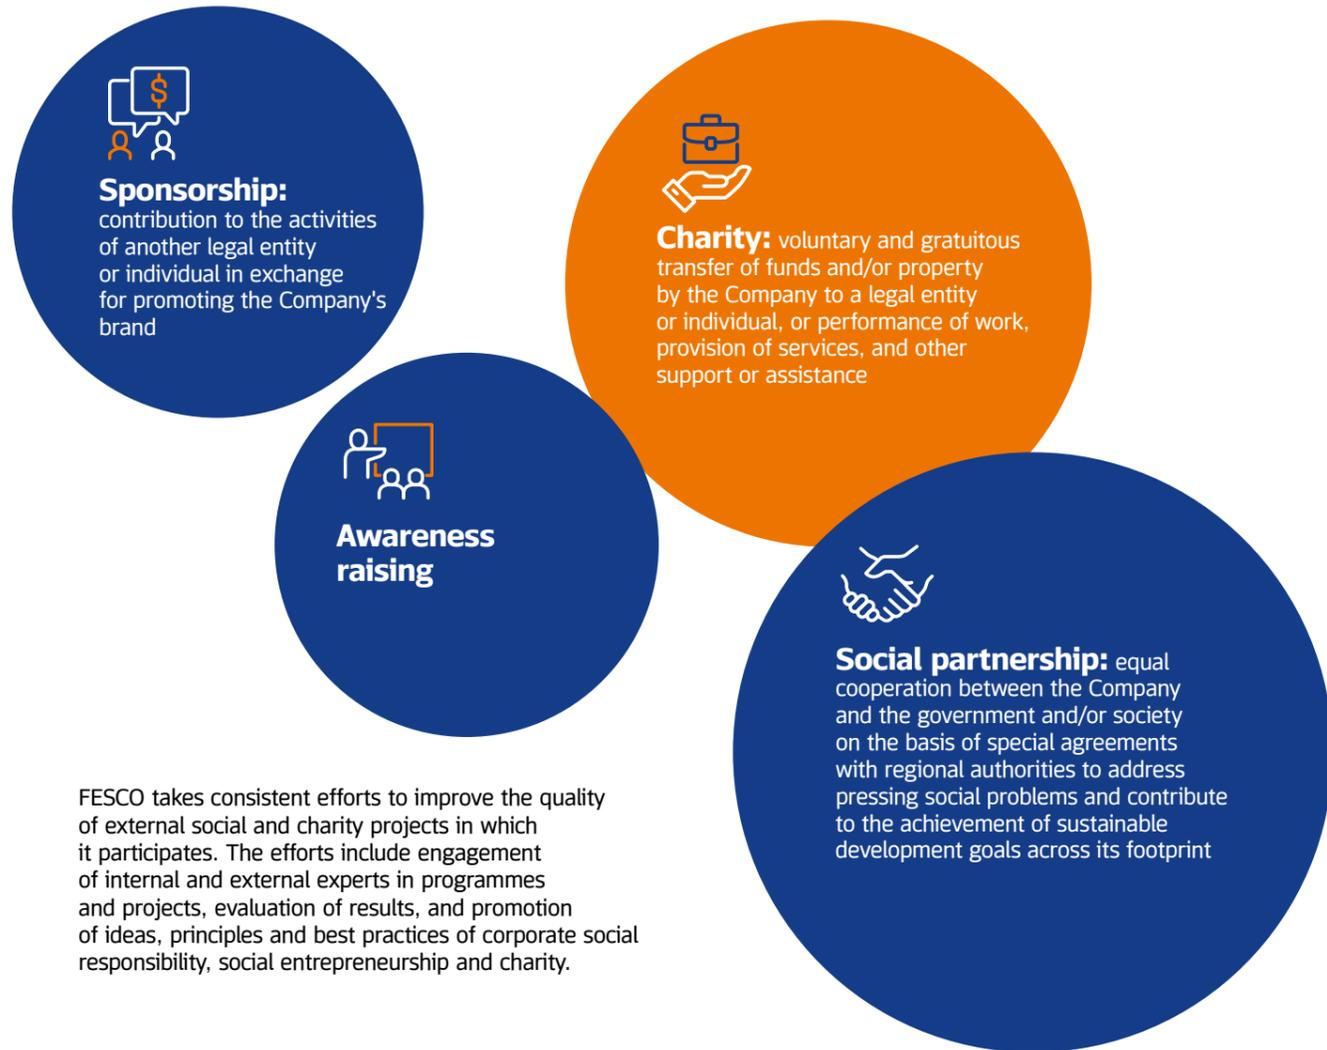 $
Sponsorship:
contribution to the activities
of another legal entity
or individual in exchange
for promoting the Company's
brand
Charity: voluntary and gratuitous
transfer of funds and/or property
by the Company to a legal entity
or individual, or performance of work,
provision of services, and other
support or assistance
Awareness
raising
Social partnership: equal
cooperation between the Company
and the government and/or society
on the basis of special agreements
with regional authorities to address
pressing social problems and contribute
to the achievement of sustainable
development goals across its footprint
FESCO takes consistent efforts to improve the quality
of external social and charity projects in which
it participates. The efforts include engagement
of internal and external experts in programmes
and projects, evaluation of results, and promotion
of ideas, principles and best practices of corporate social
responsibility, social entrepreneurship and charity.